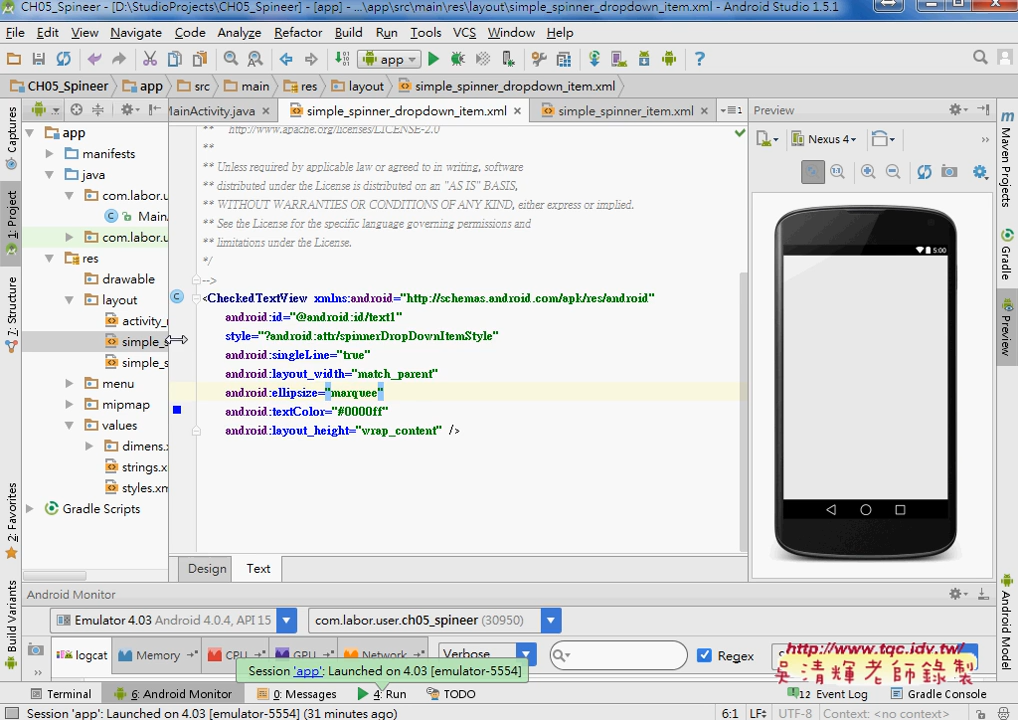 CH05_Spineer - [D:\StudioProjects\CH05_Spineer] - [app] - ...\app\src\main\res\layout\simple_spinner_dropdown_item.xml - Android Studio 1.5.1
File Edit View Navigate Code Analyze Refactor Build Run Tools VCS Window Help
app
CH05_Spineer app src main res layout simple_spinner_dropdown_item.xml
MainActivity.java simple_spinner_dropdown_item.xml simple_spinner_item.xml Preview
Captures
1: Project
7: Structure
2: Favorites
Build Variants
app
manifests
java
com.labor.u
Main
com.labor.u
res
drawable
layout
activity_
simple_s
simple_s
menu
mipmap
values
dimens.
strings.x
styles.xm
Gradle Scripts
** http://www.apache.org/licenses/LICENSE-2.0
**
** Unless required by applicable law or agreed to in writing, software
** distributed under the License is distributed on an "AS IS" BASIS,
** WITHOUT WARRANTIES OR CONDITIONS OF ANY KIND, either express or implied.
** See the License for the specific language governing permissions and
** limitations under the License.
*/
-->
<CheckedTextView xmlns:android="http://schemas.android.com/apk/res/android"
android:id="@android:id/text1"
style="?android:attr/spinnerDropDownItemStyle"
android:singleLine="true"
android:layout_width="match_parent"
android:ellipsize="marquee"
android:textColor="#0000ff"
android:layout_height="wrap_content" />
Design Text
Nexus 4
5:00
Maven Projects
Gradle
Preview
Android Model
Android Monitor
Emulator 4.03 Android 4.0.4, API 15 com.labor.user.ch05_spineer (30950)
logcat Memory CPU GPU Network Verbose Regex
Session 'app': Launched on 4.03 [emulator-5554]
http://www.tqc.idv.tw/
吳清輝老師錄製
Terminal 6: Android Monitor 0: Messages 4: Run TODO 12 Event Log Gradle Console
Session 'app': Launched on 4.03 [emulator-5554] (31 minutes ago) 6:1 LF UTF-8 Context: <no context>